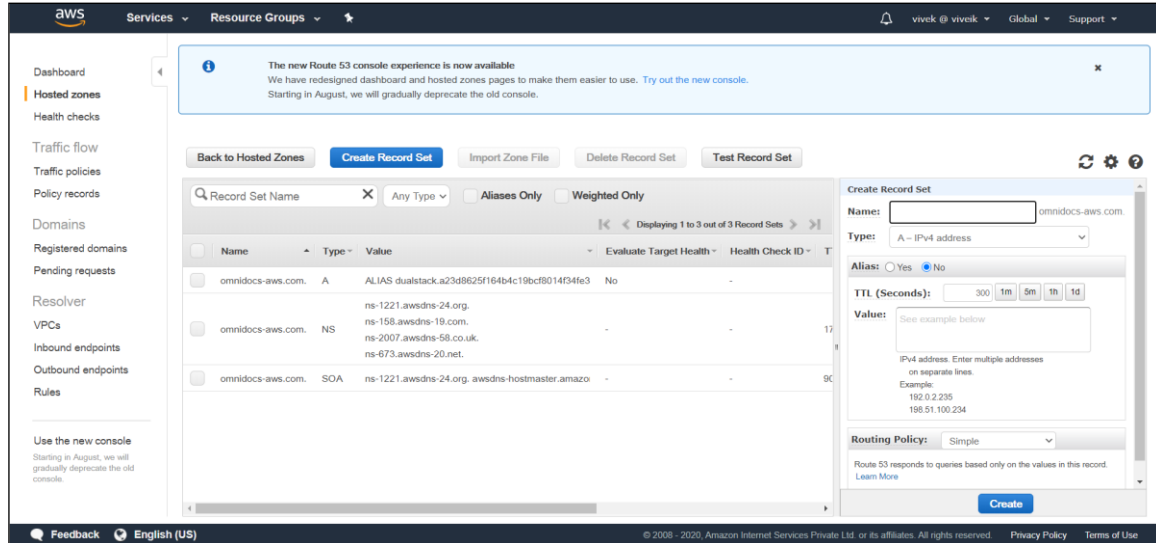 aws
Services
Resource Groups
vivek @ viveik
Global
Support
Dashboard
Hosted zones
Health checks
Traffic flow
Traffic policies
Policy records
Domains
Registered domains
Pending requests
Resolver
VPCs
Inbound endpoints
Outbound endpoints
Rules
Use the new console
Starting in August, we will
gradually deprecate the old
console.
The new Route 53 console experience is now available
We have redesigned dashboard and hosted zones pages to make them easier to use. Try out the new console.
Starting in August, we will gradually deprecate the old console.
Back to Hosted Zones
Create Record Set
Import Zone File
Delete Record Set
Test Record Set
Record Set Name
Any Type
Aliases Only
Weighted Only
Displaying 1 to 3 out of 3 Record Sets
Name Type Value Evaluate Target Health Health Check ID T
omnidocs-aws.com. A ALIAS dualstack.a23d8625f164b4c19bcf8014f34fe3 No -
ns-1221.awsdns-24.org.
ns-158.awsdns-19.com.
omnidocs-aws.com. NS - - 17
ns-2007.awsdns-58.co.uk.
ns-673.awsdns-20.net.
omnidocs-aws.com. SOA ns-1221.awsdns-24.org. awsdns-hostmaster.amazo - - 90
Create Record Set
Name: omnidocs-aws.com.
Type: A – IPv4 address
Alias: Yes No
TTL (Seconds): 300 1m 5m 1h 1d
Value: See example below
IPv4 address. Enter multiple addresses
on separate lines.
Example:
192.0.2.235
198.51.100.234
Routing Policy: Simple
Route 53 responds to queries based only on the values in this record.
Learn More
Create
Feedback
English (US)
© 2008 - 2020, Amazon Internet Services Private Ltd. or its affiliates. All rights reserved.
Privacy Policy
Terms of Use